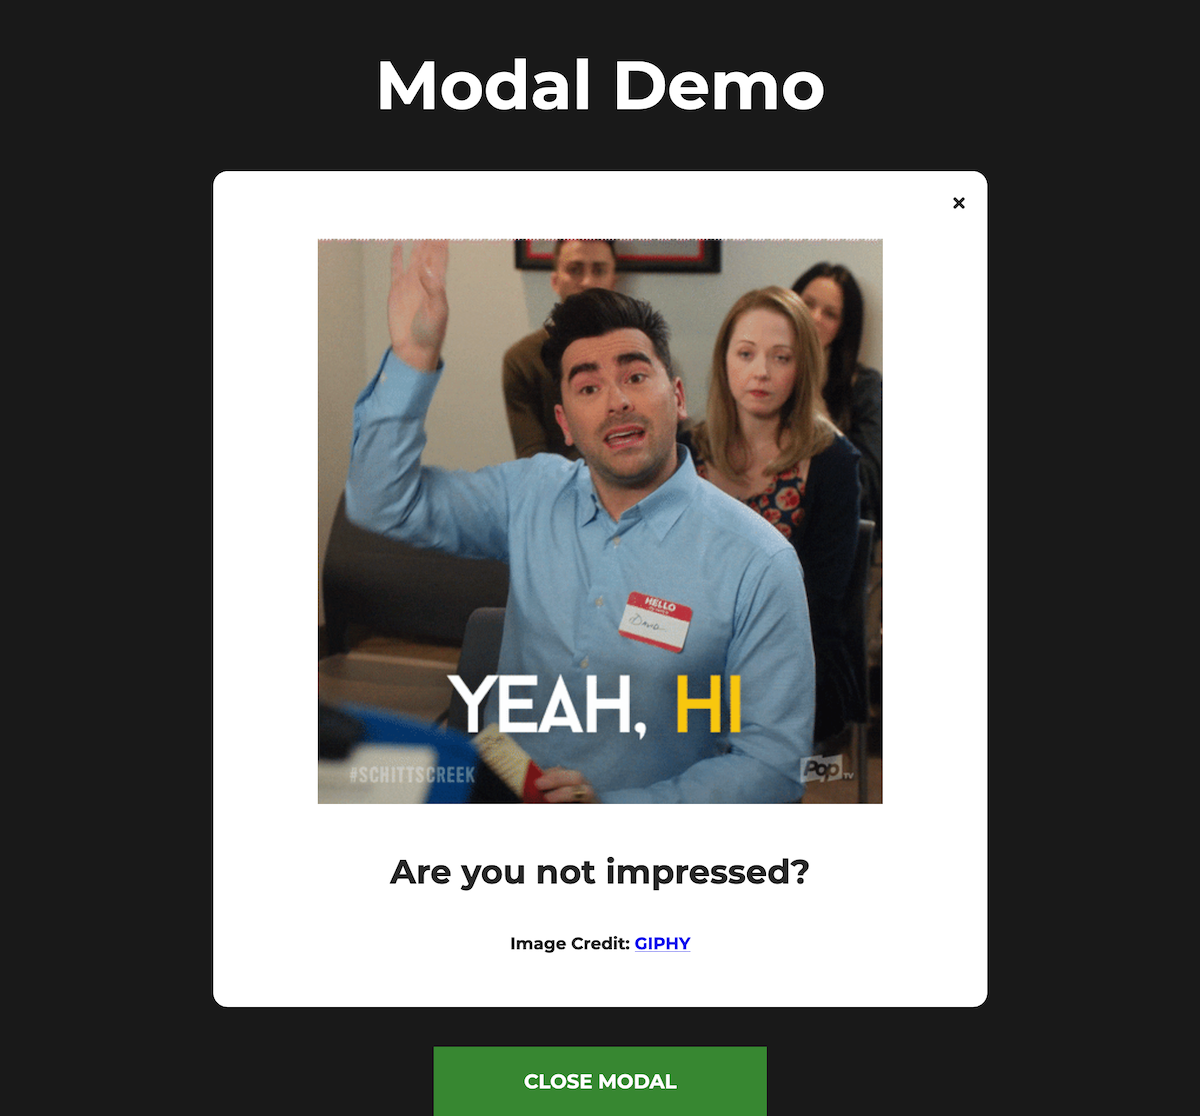 Modal Demo
×
HELLO
David
YEAH, HI
#SCHITTSCREEK
Pop TV
Are you not impressed?
Image Credit: GIPHY
CLOSE MODAL